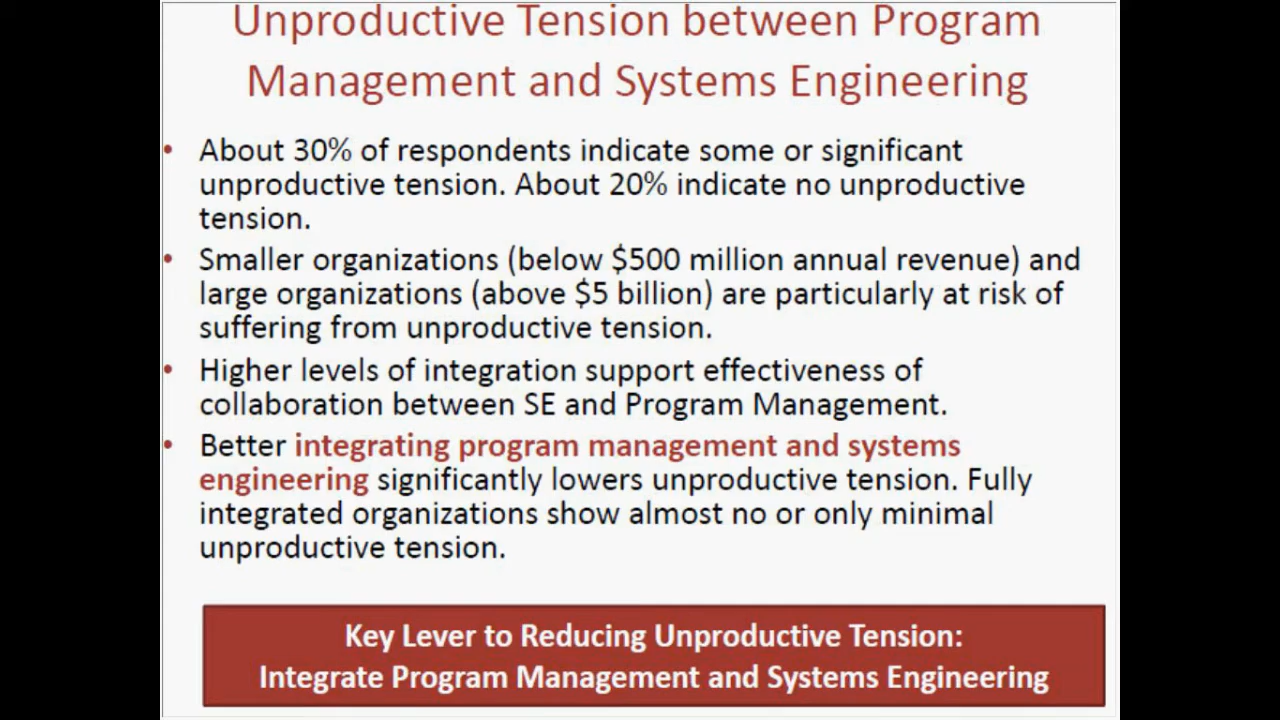 Unproductive Tension between Program
Management and Systems Engineering
• About 30% of respondents indicate some or significant
unproductive tension. About 20% indicate no unproductive
tension.
• Smaller organizations (below $500 million annual revenue) and
large organizations (above $5 billion) are particularly at risk of
suffering from unproductive tension.
• Higher levels of integration support effectiveness of
collaboration between SE and Program Management.
• Better integrating program management and systems
engineering significantly lowers unproductive tension. Fully
integrated organizations show almost no or only minimal
unproductive tension.
Key Lever to Reducing Unproductive Tension:
Integrate Program Management and Systems Engineering